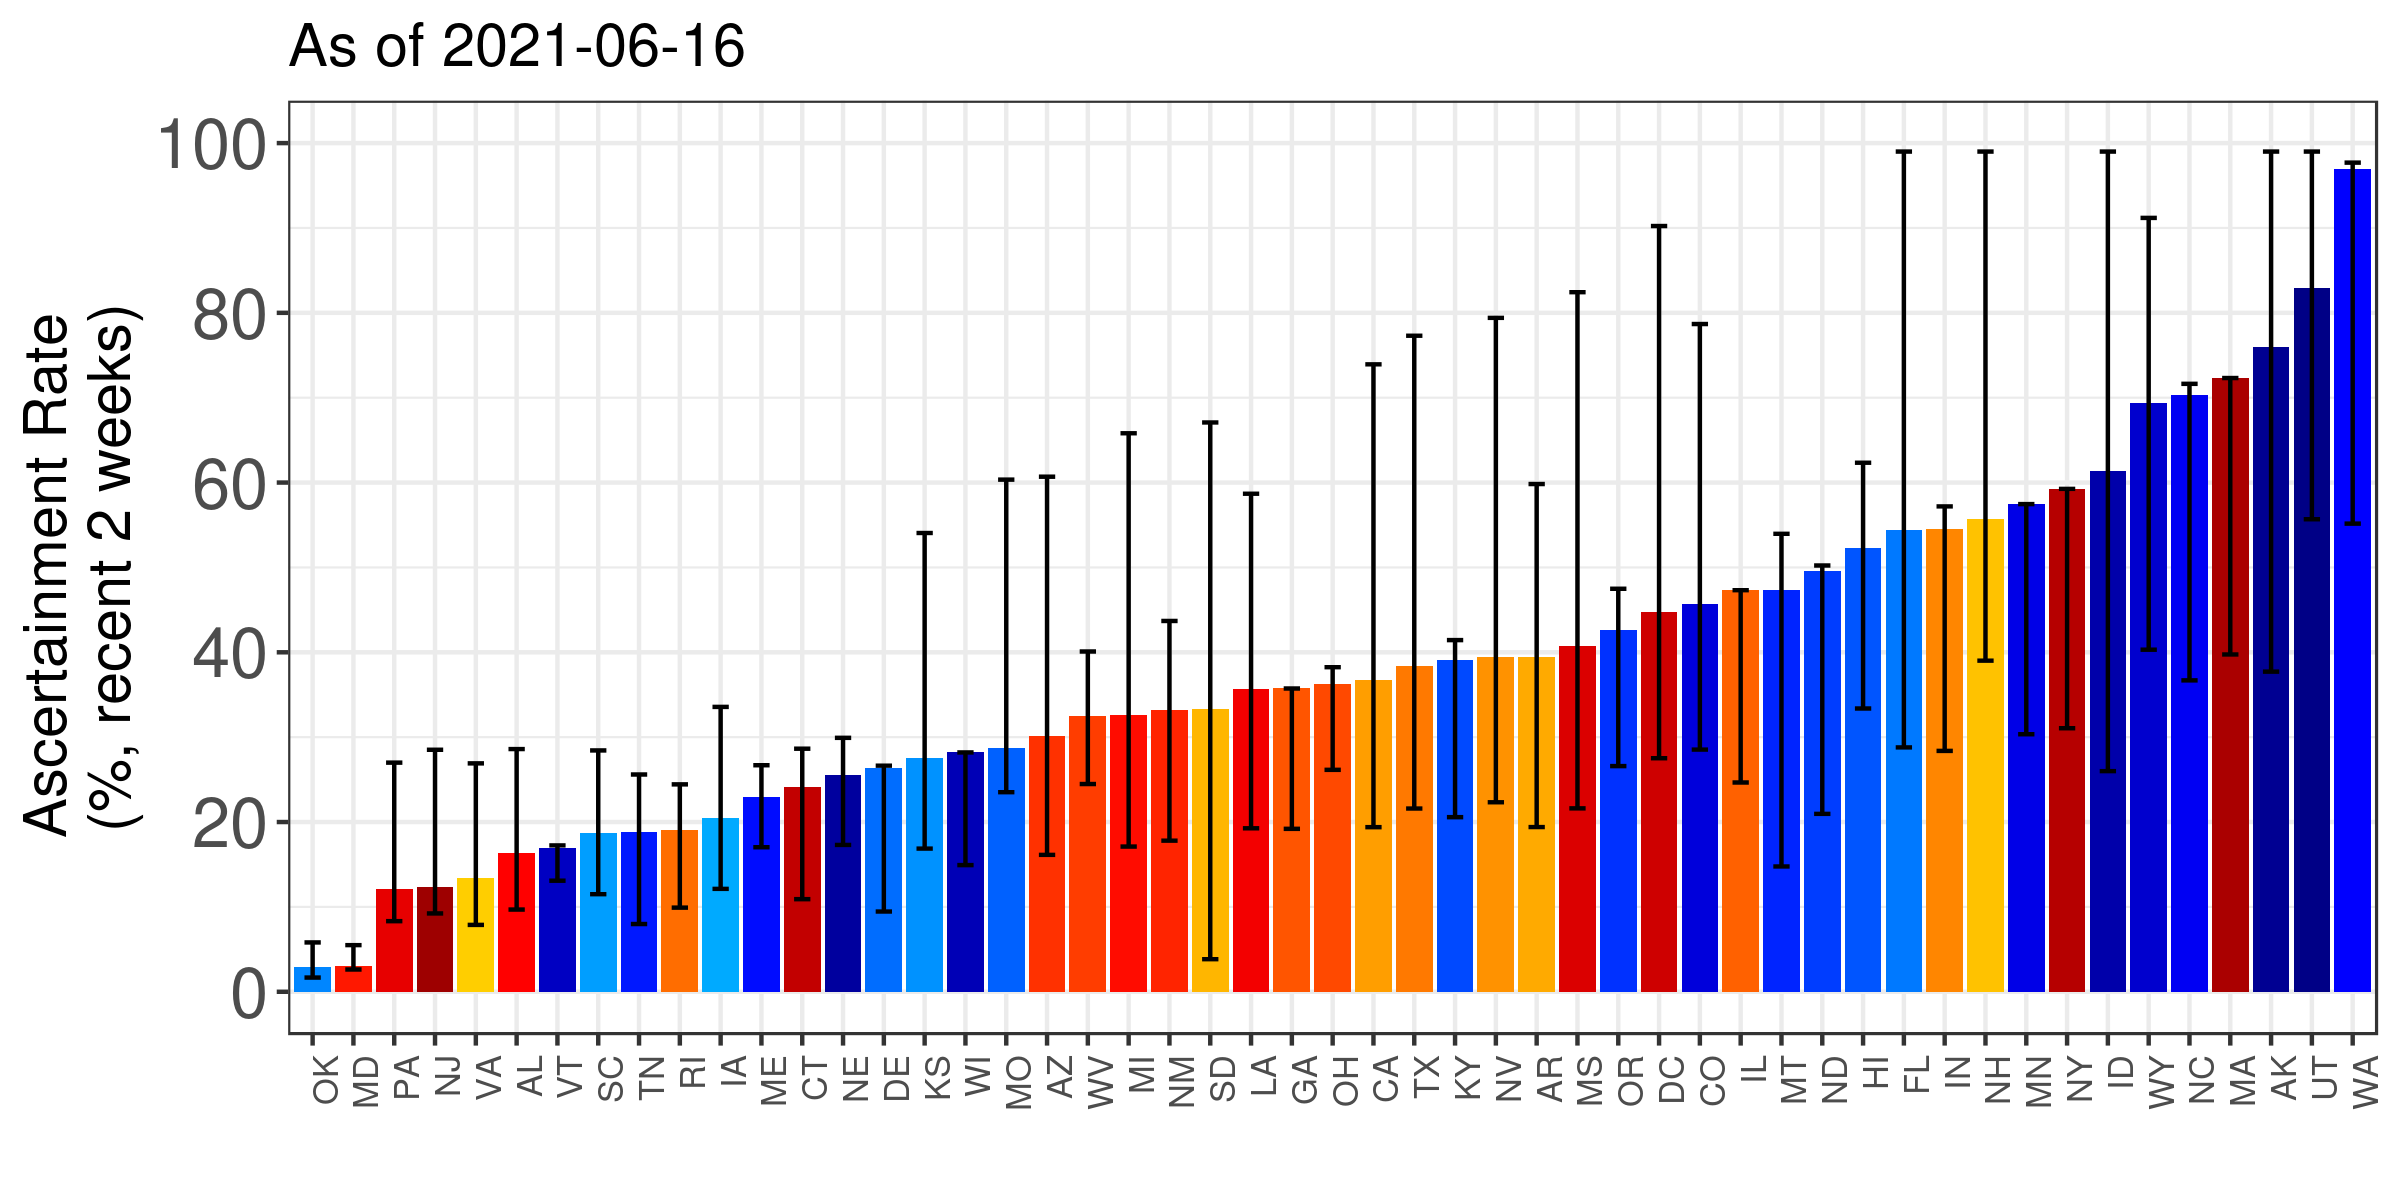 As of 2021-06-16
Ascertainment Rate
(%, recent 2 weeks)
100
80
60
40
20
0
OK MD PA NJ VA AL VT SC TN RI IA ME CT NE DE KS WI MO AZ WV MI NM SD LA GA OH CA TX KY NV AR MS OR DC CO IL MT ND HI FL IN NH MN NY ID WY NC MA AK UT WA